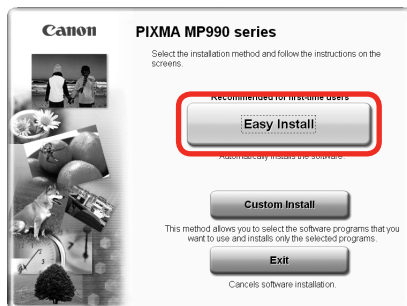 Canon
PIXMA MP990 series
Select the installation method and follow the instructions on the
screens.
Recommended for first-time users
Easy Install
Automatically installs the software.
Custom Install
This method allows you to select the software programs that you
want to use and installs only the selected programs.
Exit
Cancels software installation.